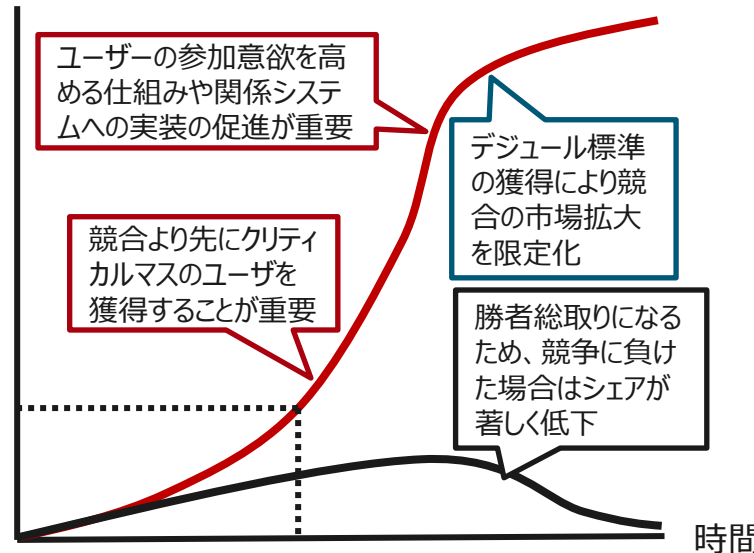 ユーザーの参加意欲を高
める仕組みや関係システ
ムへの実装の促進が重要
デジュール標準
の獲得により競
合の市場拡大
を限定化
競合より先にクリティ
カルマスのユーザを
獲得することが重要
勝者総取りになる
ため、競争に負け
た場合はシェアが
著しく低下
時間